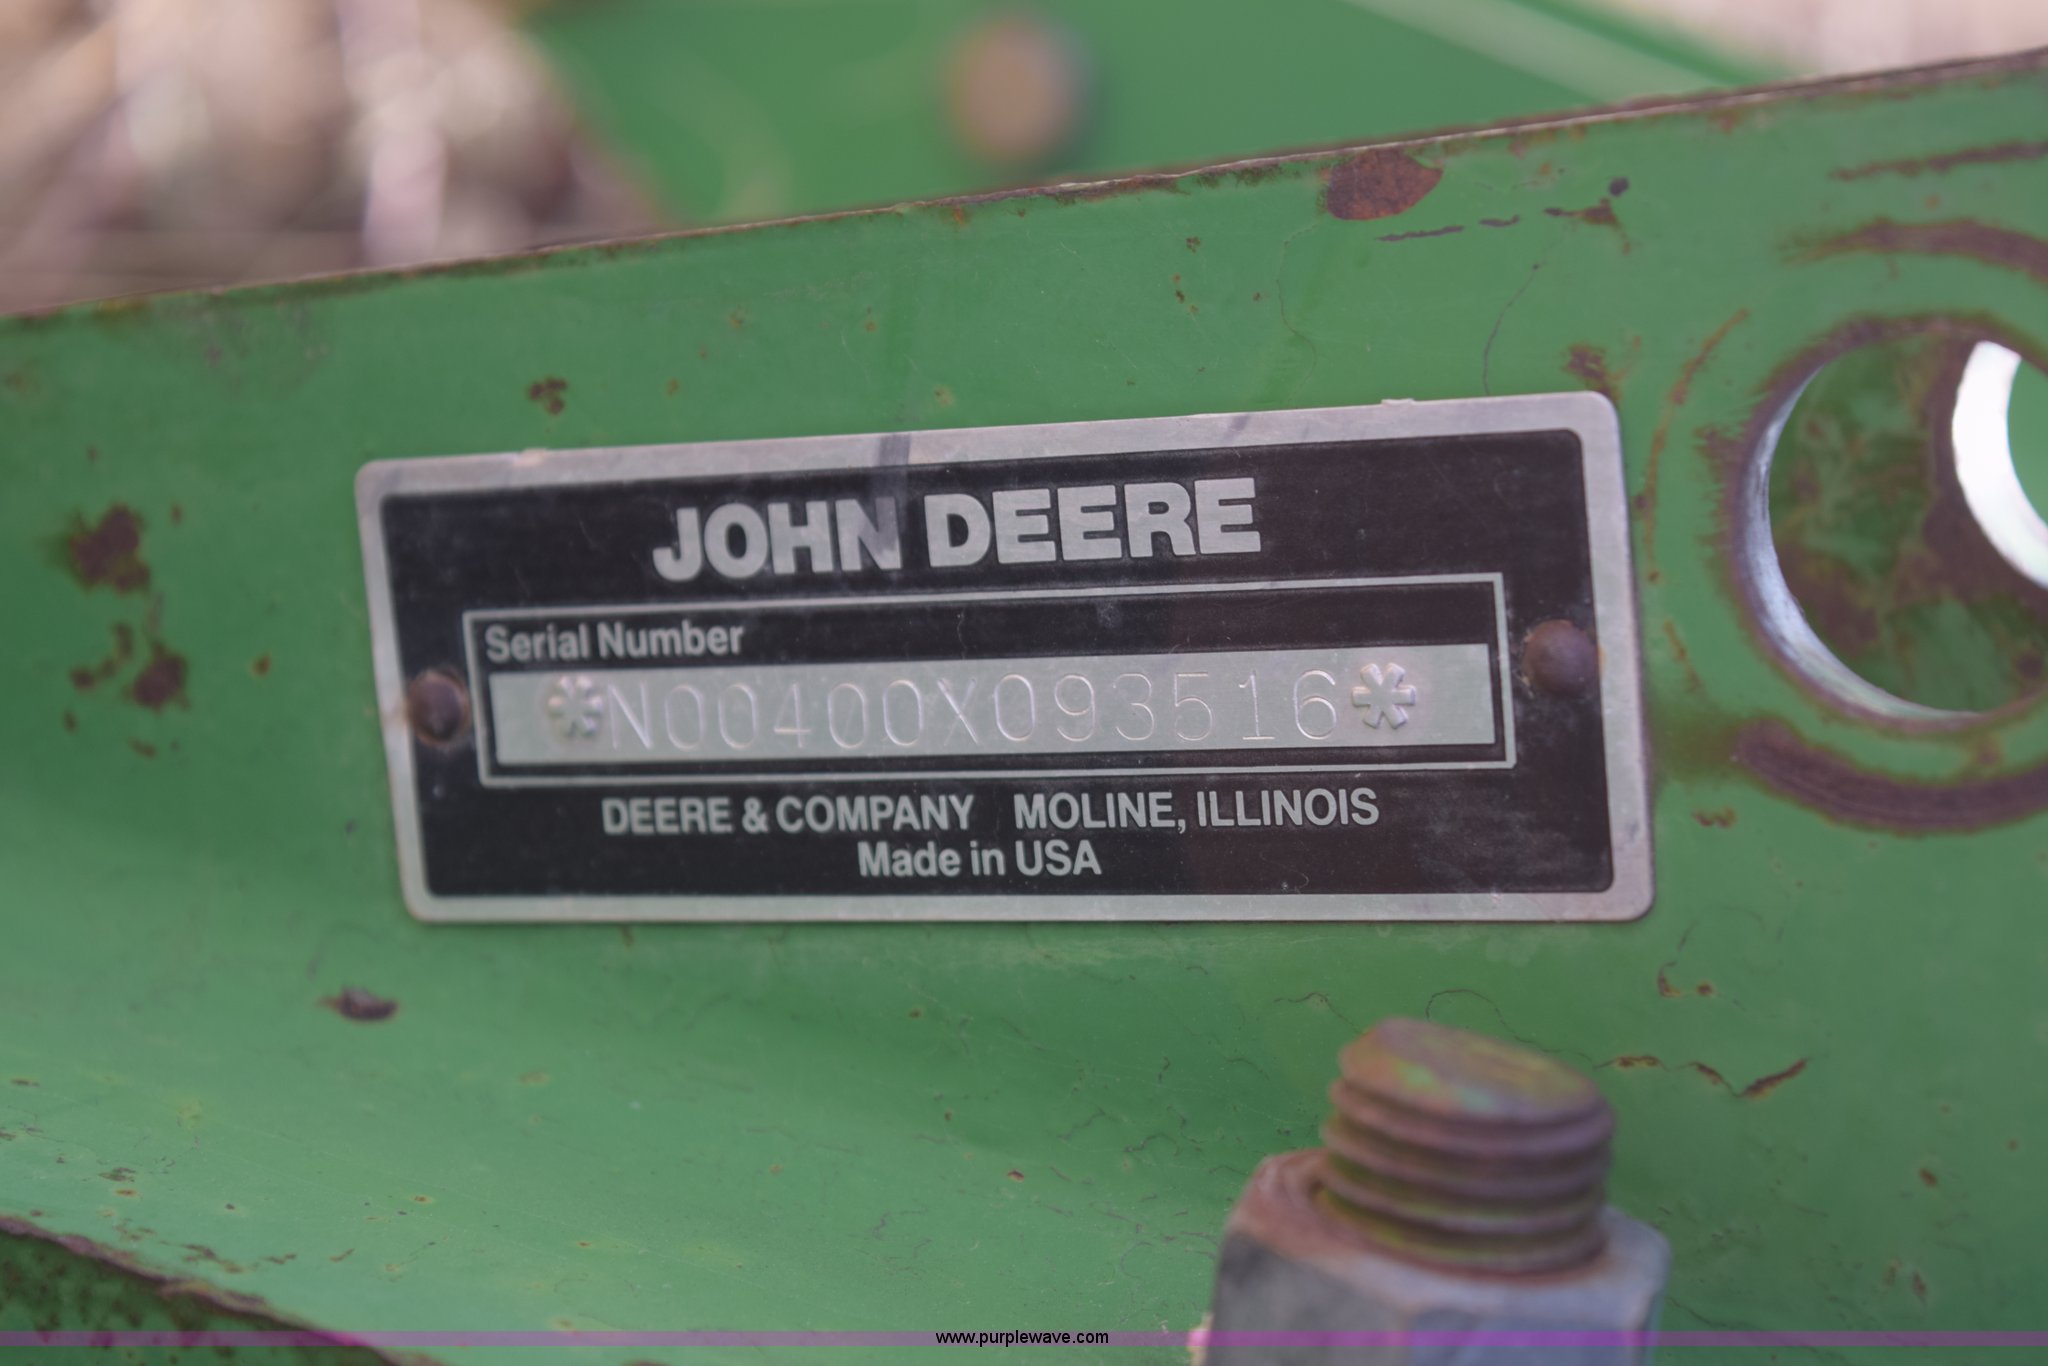 JOHN DEERE
Serial Number
*N00400X093516*
DEERE & COMPANY MOLINE, ILLINOIS
Made in USA
www.purplewave.com